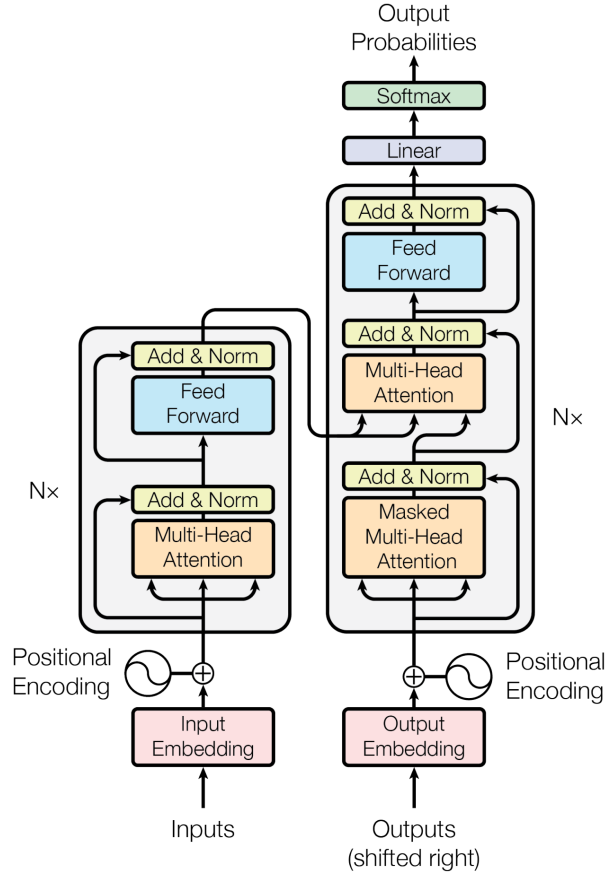 Output
Probabilities
Softmax
Linear
Add & Norm
Feed
Forward
Add & Norm
Multi-Head
Attention
Nx
Add & Norm
Masked
Multi-Head
Attention
Add & Norm
Feed
Forward
Nx
Add & Norm
Multi-Head
Attention
Positional
Encoding
Positional
Encoding
Input
Embedding
Output
Embedding
Inputs
Outputs
(shifted right)